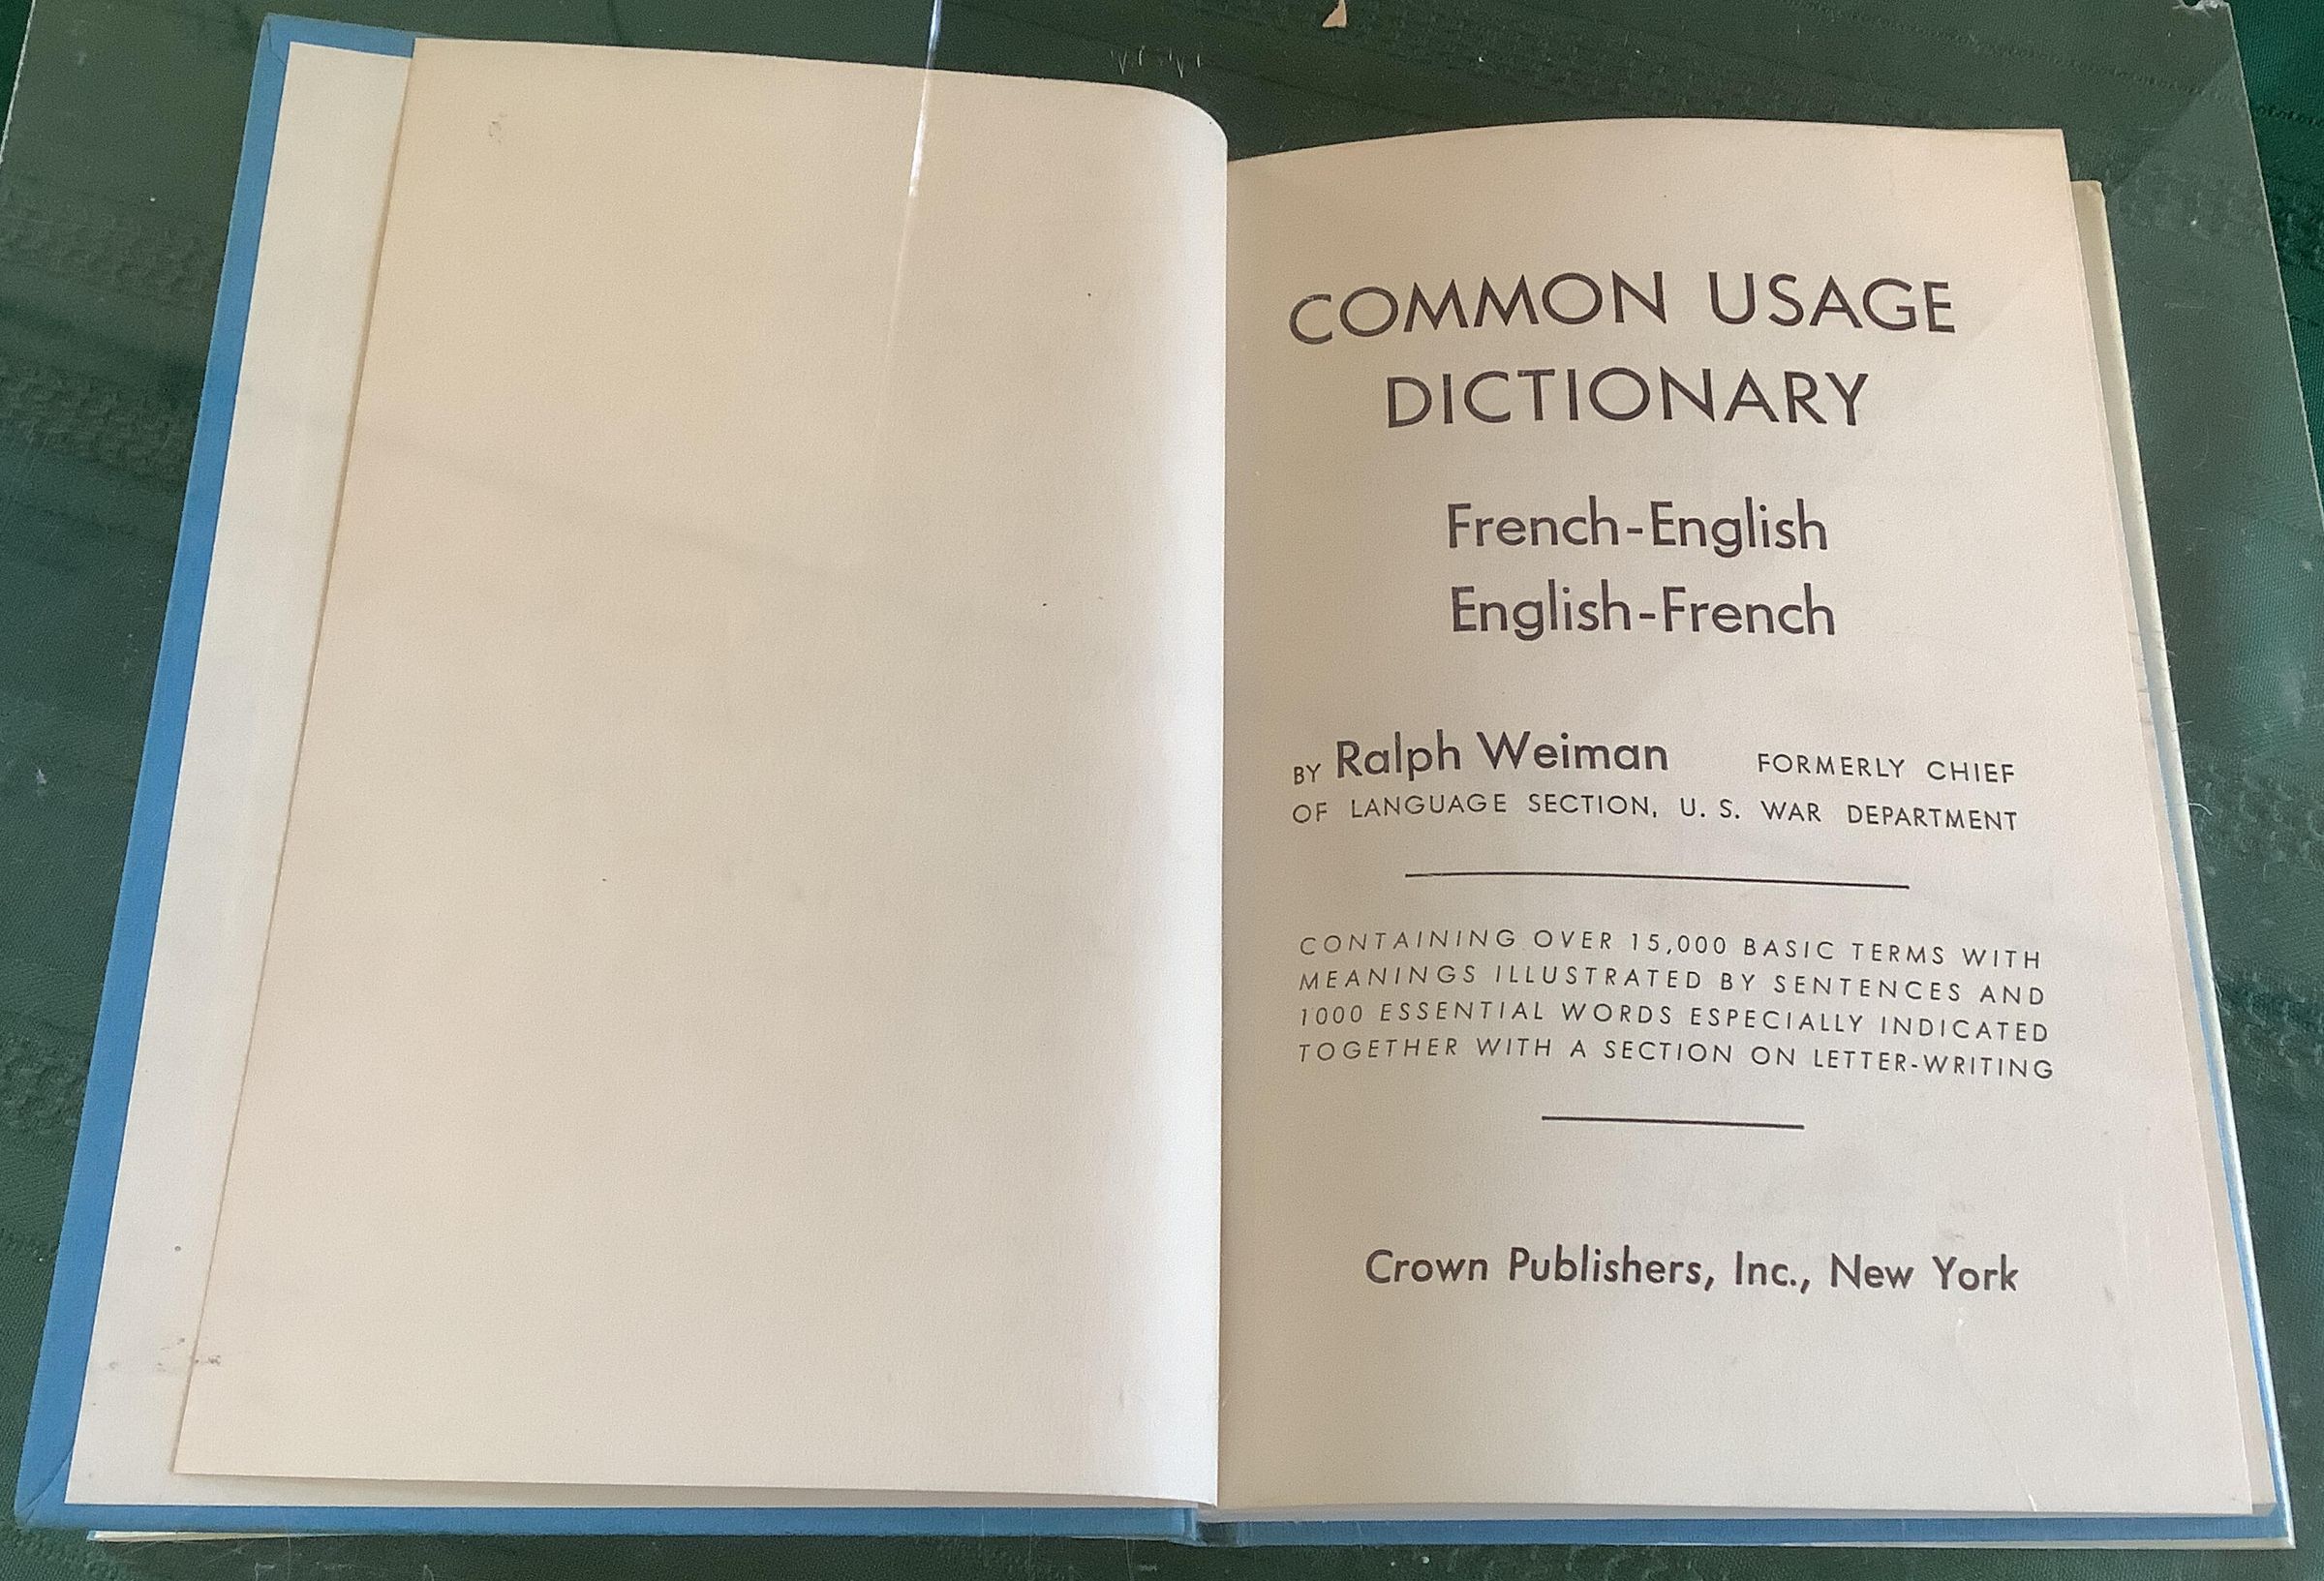 COMMON USAGE
DICTIONARY
French-English
English-French
BY Ralph Weiman FORMERLY CHIEF
OF LANGUAGE SECTION, U. S. WAR DEPARTMENT
CONTAINING OVER 15,000 BASIC TERMS WITH
MEANINGS ILLUSTRATED BY SENTENCES AND
1000 ESSENTIAL WORDS ESPECIALLY INDICATED
TOGETHER WITH A SECTION ON LETTER-WRITING
Crown Publishers, Inc., New York